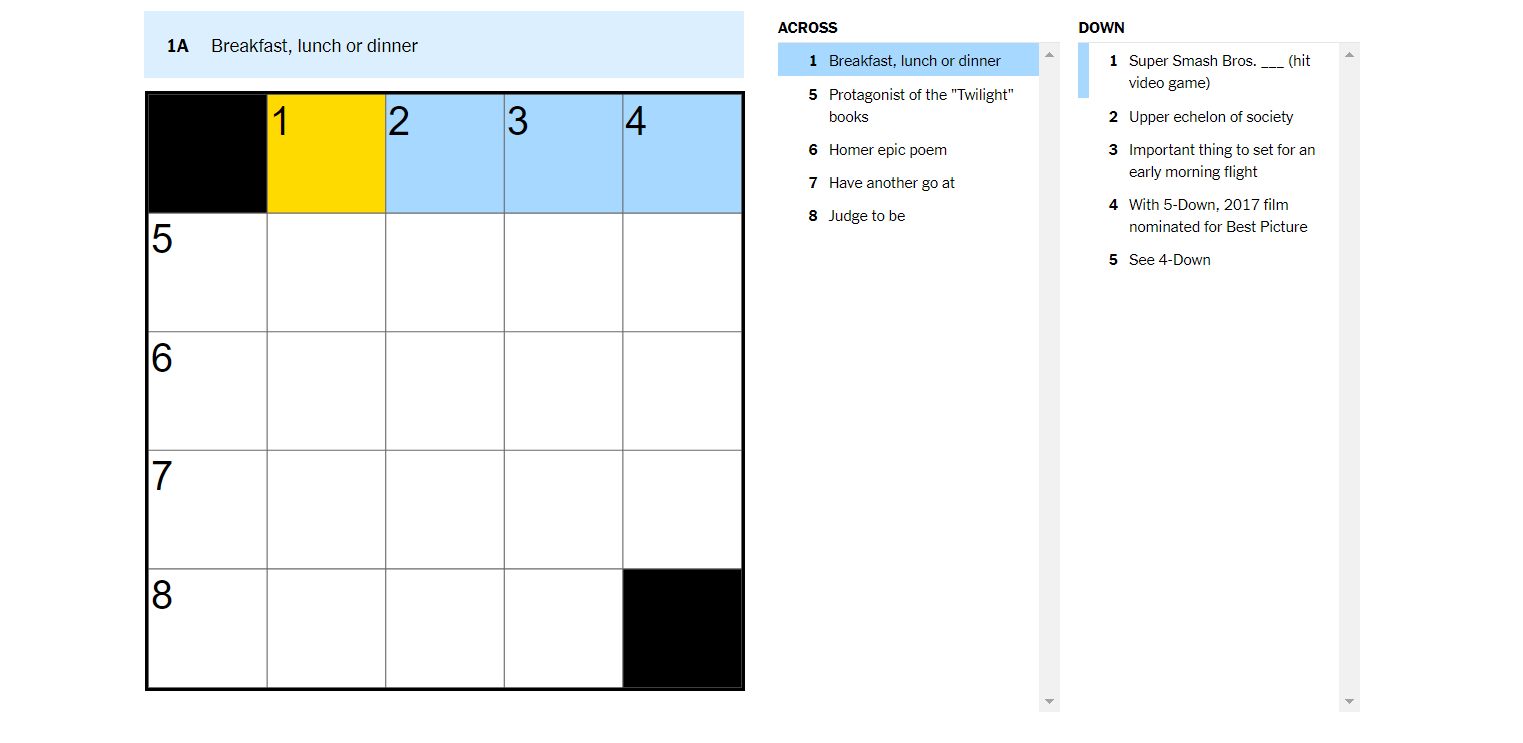 1A Breakfast, lunch or dinner
1 2 3 4
5
6
7
8
ACROSS
1 Breakfast, lunch or dinner
5 Protagonist of the "Twilight"
books
6 Homer epic poem
7 Have another go at
8 Judge to be
DOWN
1 Super Smash Bros. ___ (hit
video game)
2 Upper echelon of society
3 Important thing to set for an
early morning flight
4 With 5-Down, 2017 film
nominated for Best Picture
5 See 4-Down